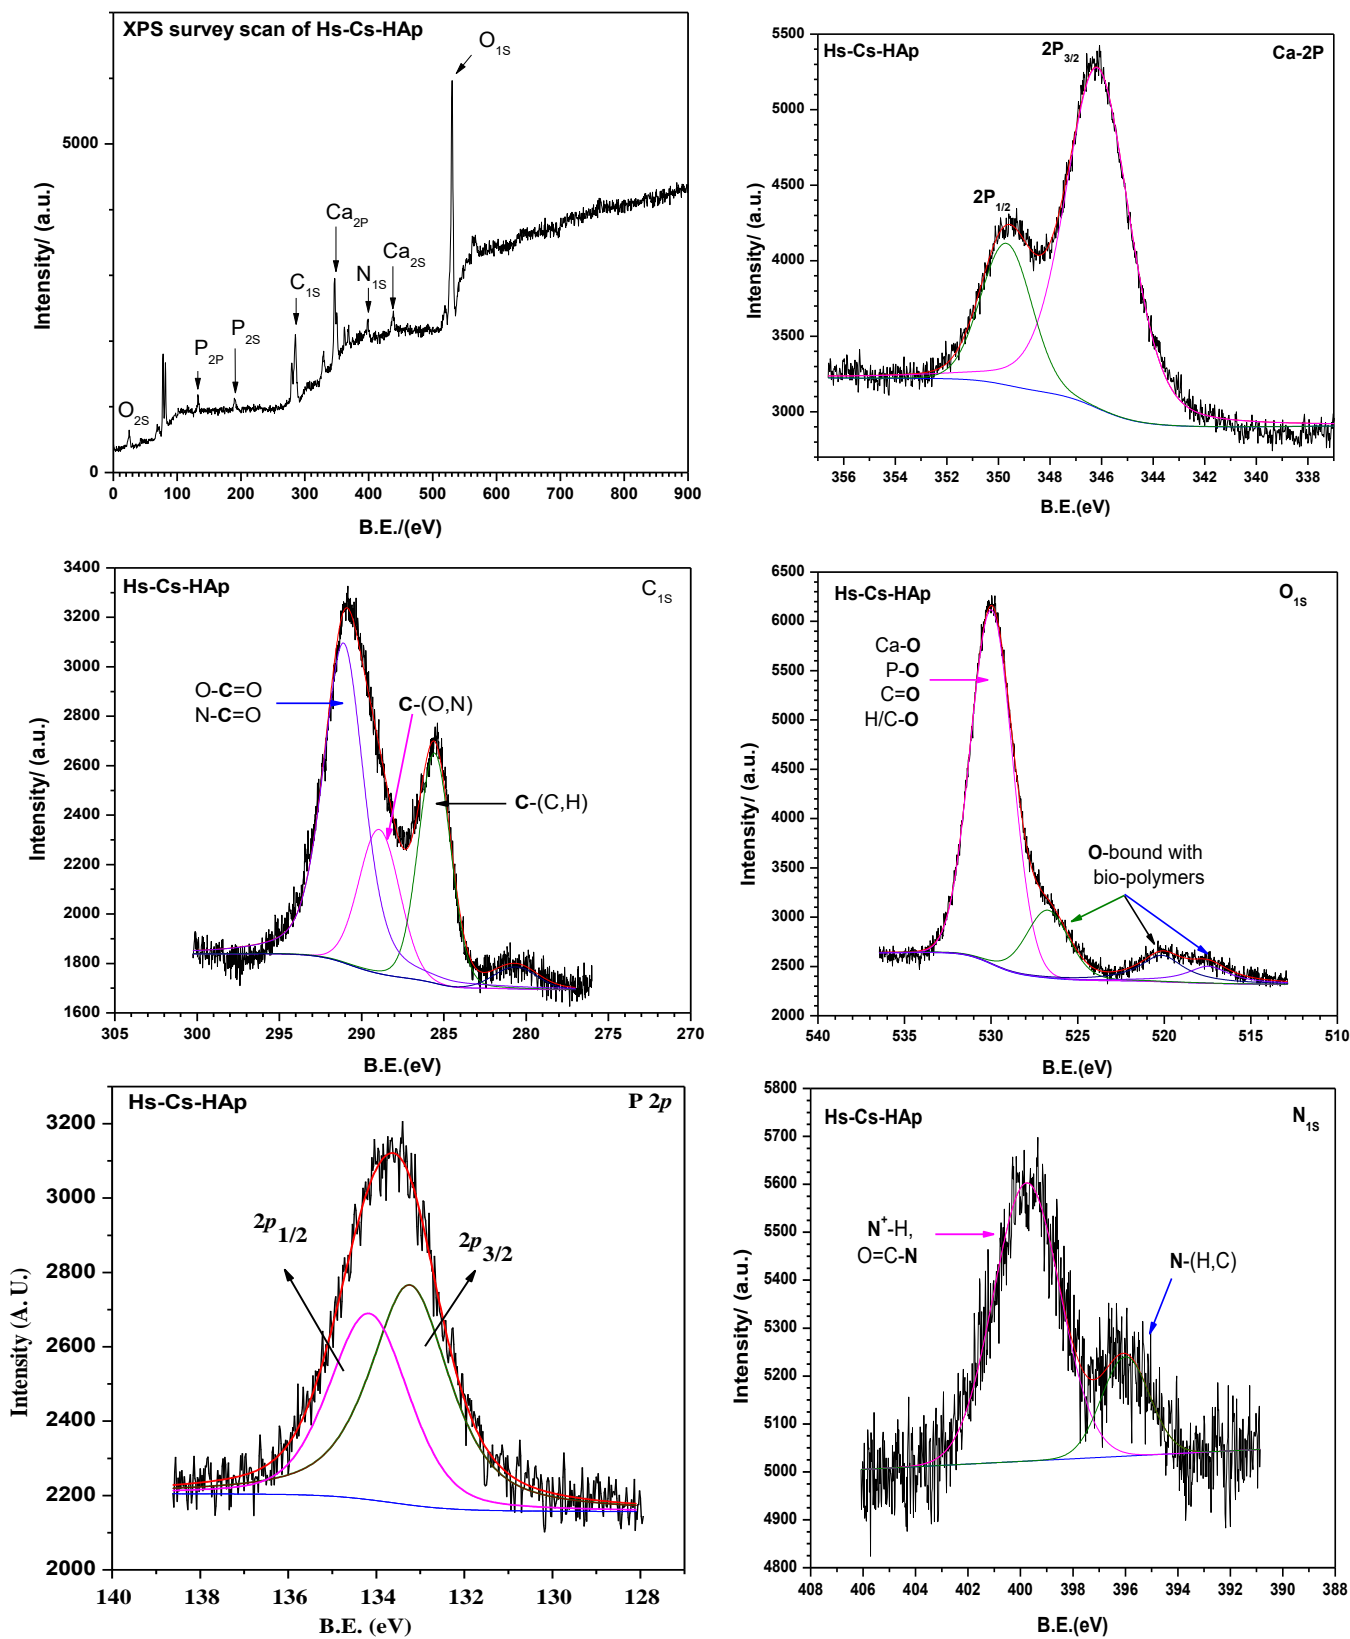 XPS survey scan of Hs-Cs-HAp
O1S
Ca2P
Ca2S
N1S
C1S
P2S
P2P
O2S
5000
0
0 100 200 300 400 500 600 700 800 900
Intensity/ (a.u.)
B.E./(eV)
Hs-Cs-HAp
2P3/2
Ca-2P
2P1/2
5500
5000
4500
4000
3500
3000
356 354 352 350 348 346 344 342 340 338
Intensity/ (a.u.)
B.E.(eV)
Hs-Cs-HAp
C1S
O-C=O
N-C=O
C-(O,N)
C-(C,H)
3400
3200
3000
2800
2600
2400
2200
2000
1800
1600
305 300 295 290 285 280 275 270
Intensity/ (a.u.)
B.E.(eV)
Hs-Cs-HAp
O1S
Ca-O
P-O
C=O
H/C-O
O-bound with
bio-polymers
6500
6000
5500
5000
4500
4000
3500
3000
2500
2000
540 535 530 525 520 515 510
Intensity/ (a.u.)
B.E.(eV)
Hs-Cs-HAp
P 2p
2p1/2
2p3/2
3200
3000
2800
2600
2400
2200
2000
140 138 136 134 132 130 128
Intensity (A. U.)
B.E. (eV)
Hs-Cs-HAp
N1S
N+-H,
O=C-N
N-(H,C)
5800
5700
5600
5500
5400
5300
5200
5100
5000
4900
4800
408 406 404 402 400 398 396 394 392 390 388
Intensity/ (a.u.)
B.E.(eV)